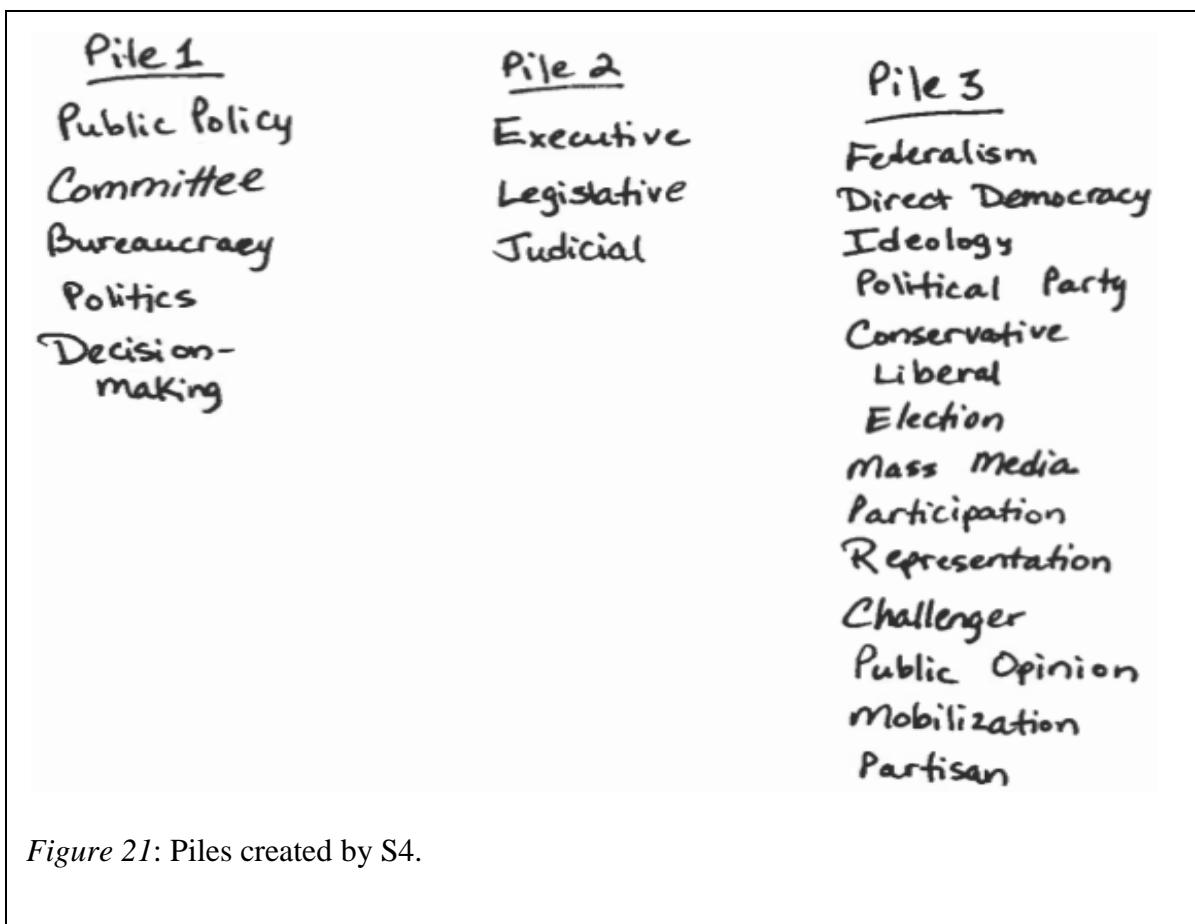 Pile 1
Public Policy
Committee
Bureaucracy
Politics
Decision-
making
Pile 2
Executive
Legislative
Judicial
Pile 3
Federalism
Direct Democracy
Ideology
Political Party
Conservative
Liberal
Election
Mass Media
Participation
Representation
Challenger
Public Opinion
Mobilization
Partisan
Figure 21: Piles created by S4.